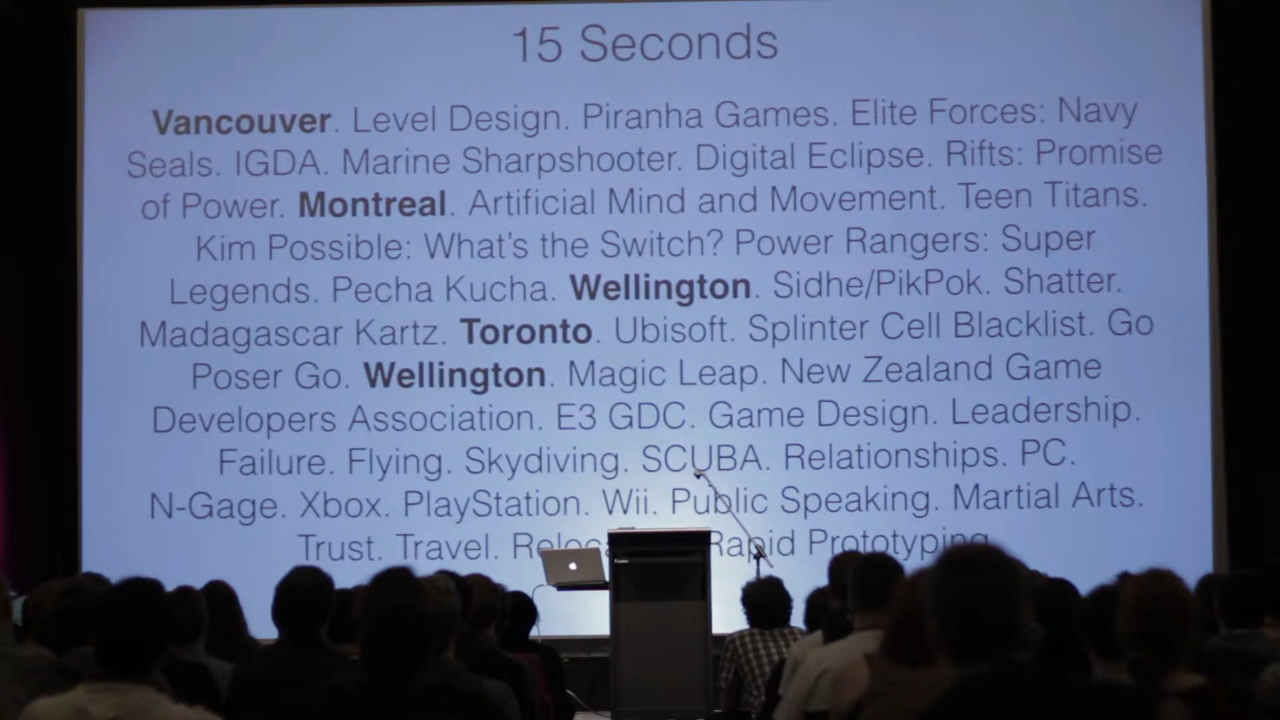 15 Seconds
Vancouver. Level Design. Piranha Games. Elite Forces: Navy
Seals. IGDA. Marine Sharpshooter. Digital Eclipse. Rifts: Promise
of Power. Montreal. Artificial Mind and Movement. Teen Titans.
Kim Possible: What's the Switch? Power Rangers: Super
Legends. Pecha Kucha. Wellington. Sidhe/PikPok. Shatter.
Madagascar Kartz. Toronto. Ubisoft. Splinter Cell Blacklist. Go
Poser Go. Wellington. Magic Leap. New Zealand Game
Developers Association. E3 GDC. Game Design. Leadership.
Failure. Flying. Skydiving. SCUBA. Relationships. PC.
N-Gage. Xbox. PlayStation. Wii. Public Speaking. Martial Arts.
Trust. Travel. Rapid Prototyping